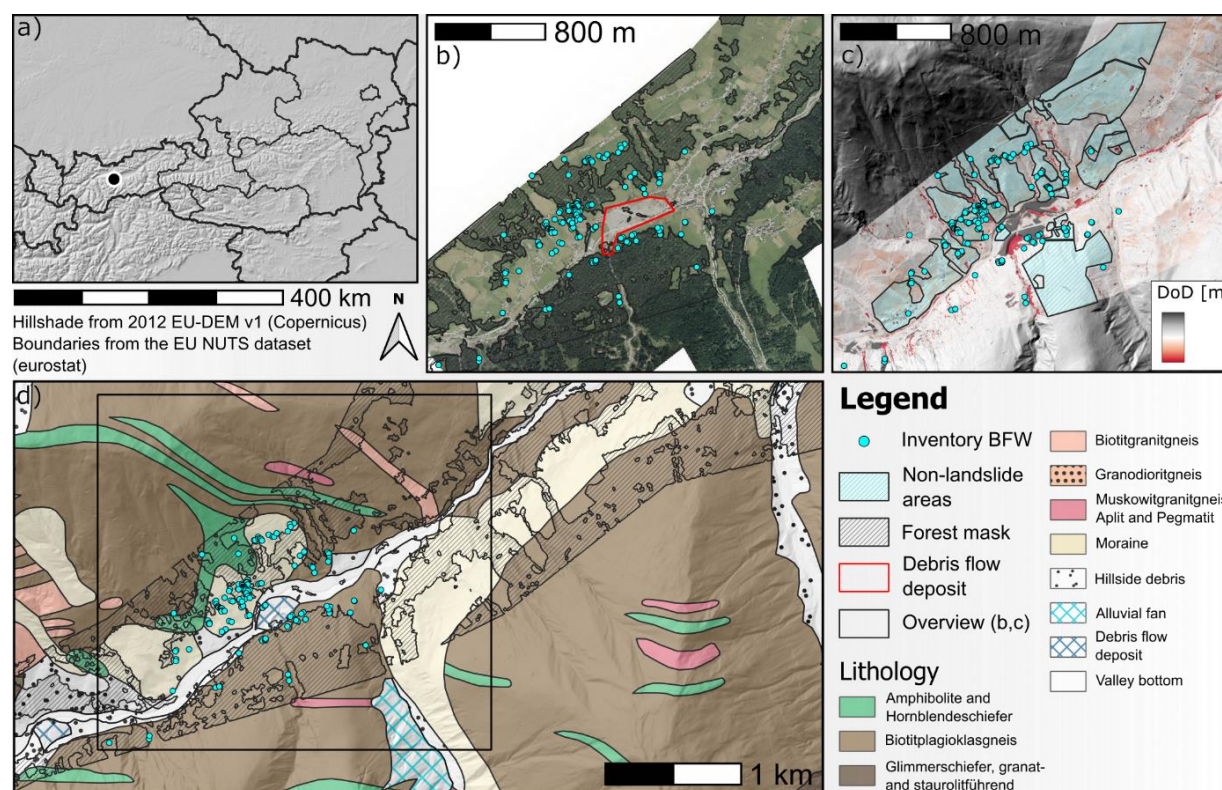 a)
400 km
Hillshade from 2012 EU-DEM v1 (Copernicus)
Boundaries from the EU NUTS dataset
(eurostat)
N
b)
800 m
c)
800 m
DoD [m
d)
1 km
Legend
Inventory BFW
Non-landslide
areas
Forest mask
Debris flow
deposit
Overview (b,c)
Lithology
Amphibolite and
Hornblendeschiefer
Biotitplagioklasgneis
Glimmerschiefer, granat-
and staurolitführend
Biotitgranitgneis
Granodioritgneis
Muskowitgranitgneis
Aplit and Pegmatit
Moraine
Hillside debris
Alluvial fan
Debris flow
deposit
Valley bottom